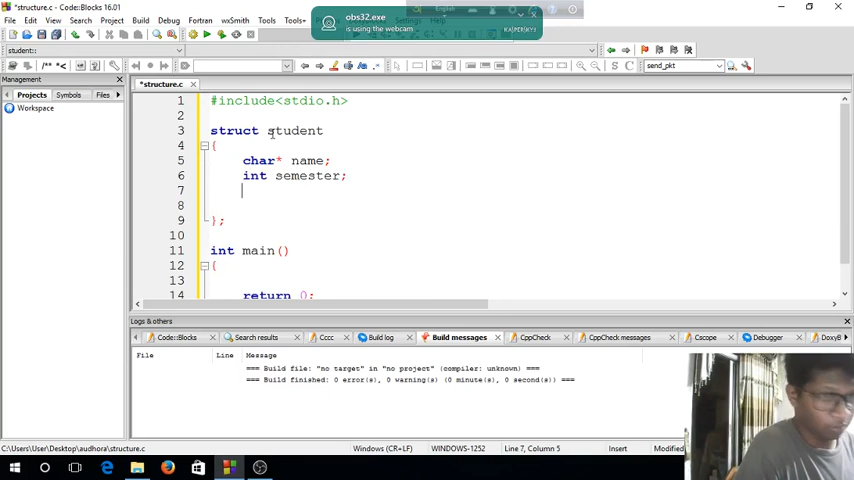 *structure.c - Code::Blocks 16.01
File Edit View Search Project Build Debug Fortran wxSmith Tools Tools+
English
obs32.exe
is using the webcam
KASPERSKY
student::
/** *<
send_pkt
S C
Management
Projects Symbols Files
Workspace
*structure.c
1 #include<stdio.h>
2
3 struct student
4 {
5 char* name;
6 int semester;
7
8
9 };
10
11 int main()
12 {
13
14 return 0;
Logs & others
Code::Blocks Search results Cccc Build log Build messages CppCheck CppCheck messages Cscope Debugger DoxyB
File Line Message
=== Build file: "no target" in "no project" (compiler: unknown) ===
=== Build finished: 0 error(s), 0 warning(s) (0 minute(s), 0 second(s)) ===
C:\Users\User\Desktop\audhora\structure.c Windows (CR+LF) WINDOWS-1252 Line 7, Column 5 Insert Modified